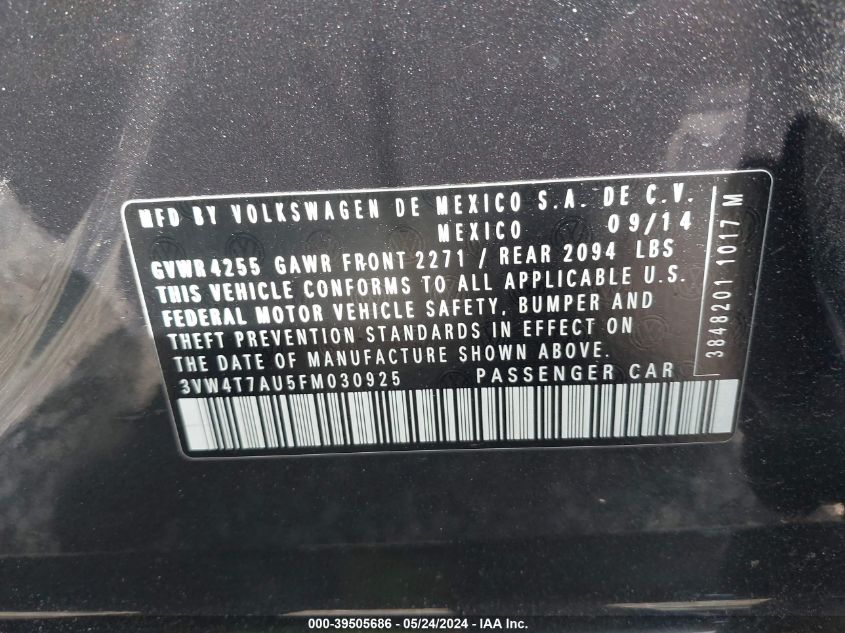 MFD BY VOLKSWAGEN DE MEXICO S.A. DE C.V.
MEXICO 09/14
GVWR 4255 GAWR FRONT 2271 / REAR 2094 LBS
THIS VEHICLE CONFORMS TO ALL APPLICABLE U.S.
FEDERAL MOTOR VEHICLE SAFETY, BUMPER AND
THEFT PREVENTION STANDARDS IN EFFECT ON
THE DATE OF MANUFACTURE SHOWN ABOVE.
3VW4T7AU5FM030925 PASSENGER CAR
3848201 1017 M
000-39505686 / 05/24/2024 - IAA Inc.